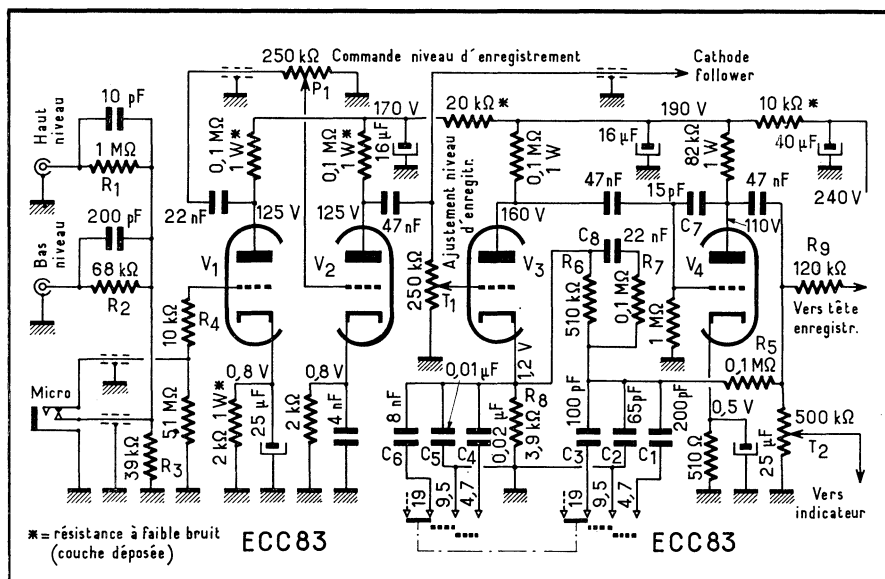 250 kΩ
Commande niveau d'enregistrement
Cathode
follower
P1
10 pF
Haut
niveau
1 MΩ
R1
170 V
20 kΩ*
190 V
10 kΩ*
0,1 MΩ
1 W*
0,1 MΩ
1 W*
16 µF
0,1 MΩ
1 W
16 µF
82 kΩ
1 W
40 µF
240 V
22 nF
125 V
125 V
47 nF
Ajustement niveau
d'enregitr.
160 V
47 nF
15 pF
C7
47 nF
110 V
200 pF
Bas
niveau
68 kΩ
R2
V1
V2
250 kΩ
T1
V3
C8
22 nF
R6
510 kΩ
R7
0,1 MΩ
V4
1 MΩ
R9
120 kΩ
Vers tête
enregistr.
10 kΩ
R4
R5
0,1 MΩ
Micro
39 kΩ
R3
5,1 MΩ
0,8 V
2 kΩ 1 W*
25 µF
0,8 V
2 kΩ
4 nF
0,01 µF
1,2 V
8 nF
C6
C5
C4
0,02 µF
R8
3,9 kΩ
100 pF
C3
65 pF
C2
200 pF
C1
0,5 V
510 Ω
25 µF
500 kΩ
T2
19
9,5
4,7
19
9,5
4,7
Vers
indicateur
* = résistance à faible bruit
(couche déposée)
ECC83
ECC83